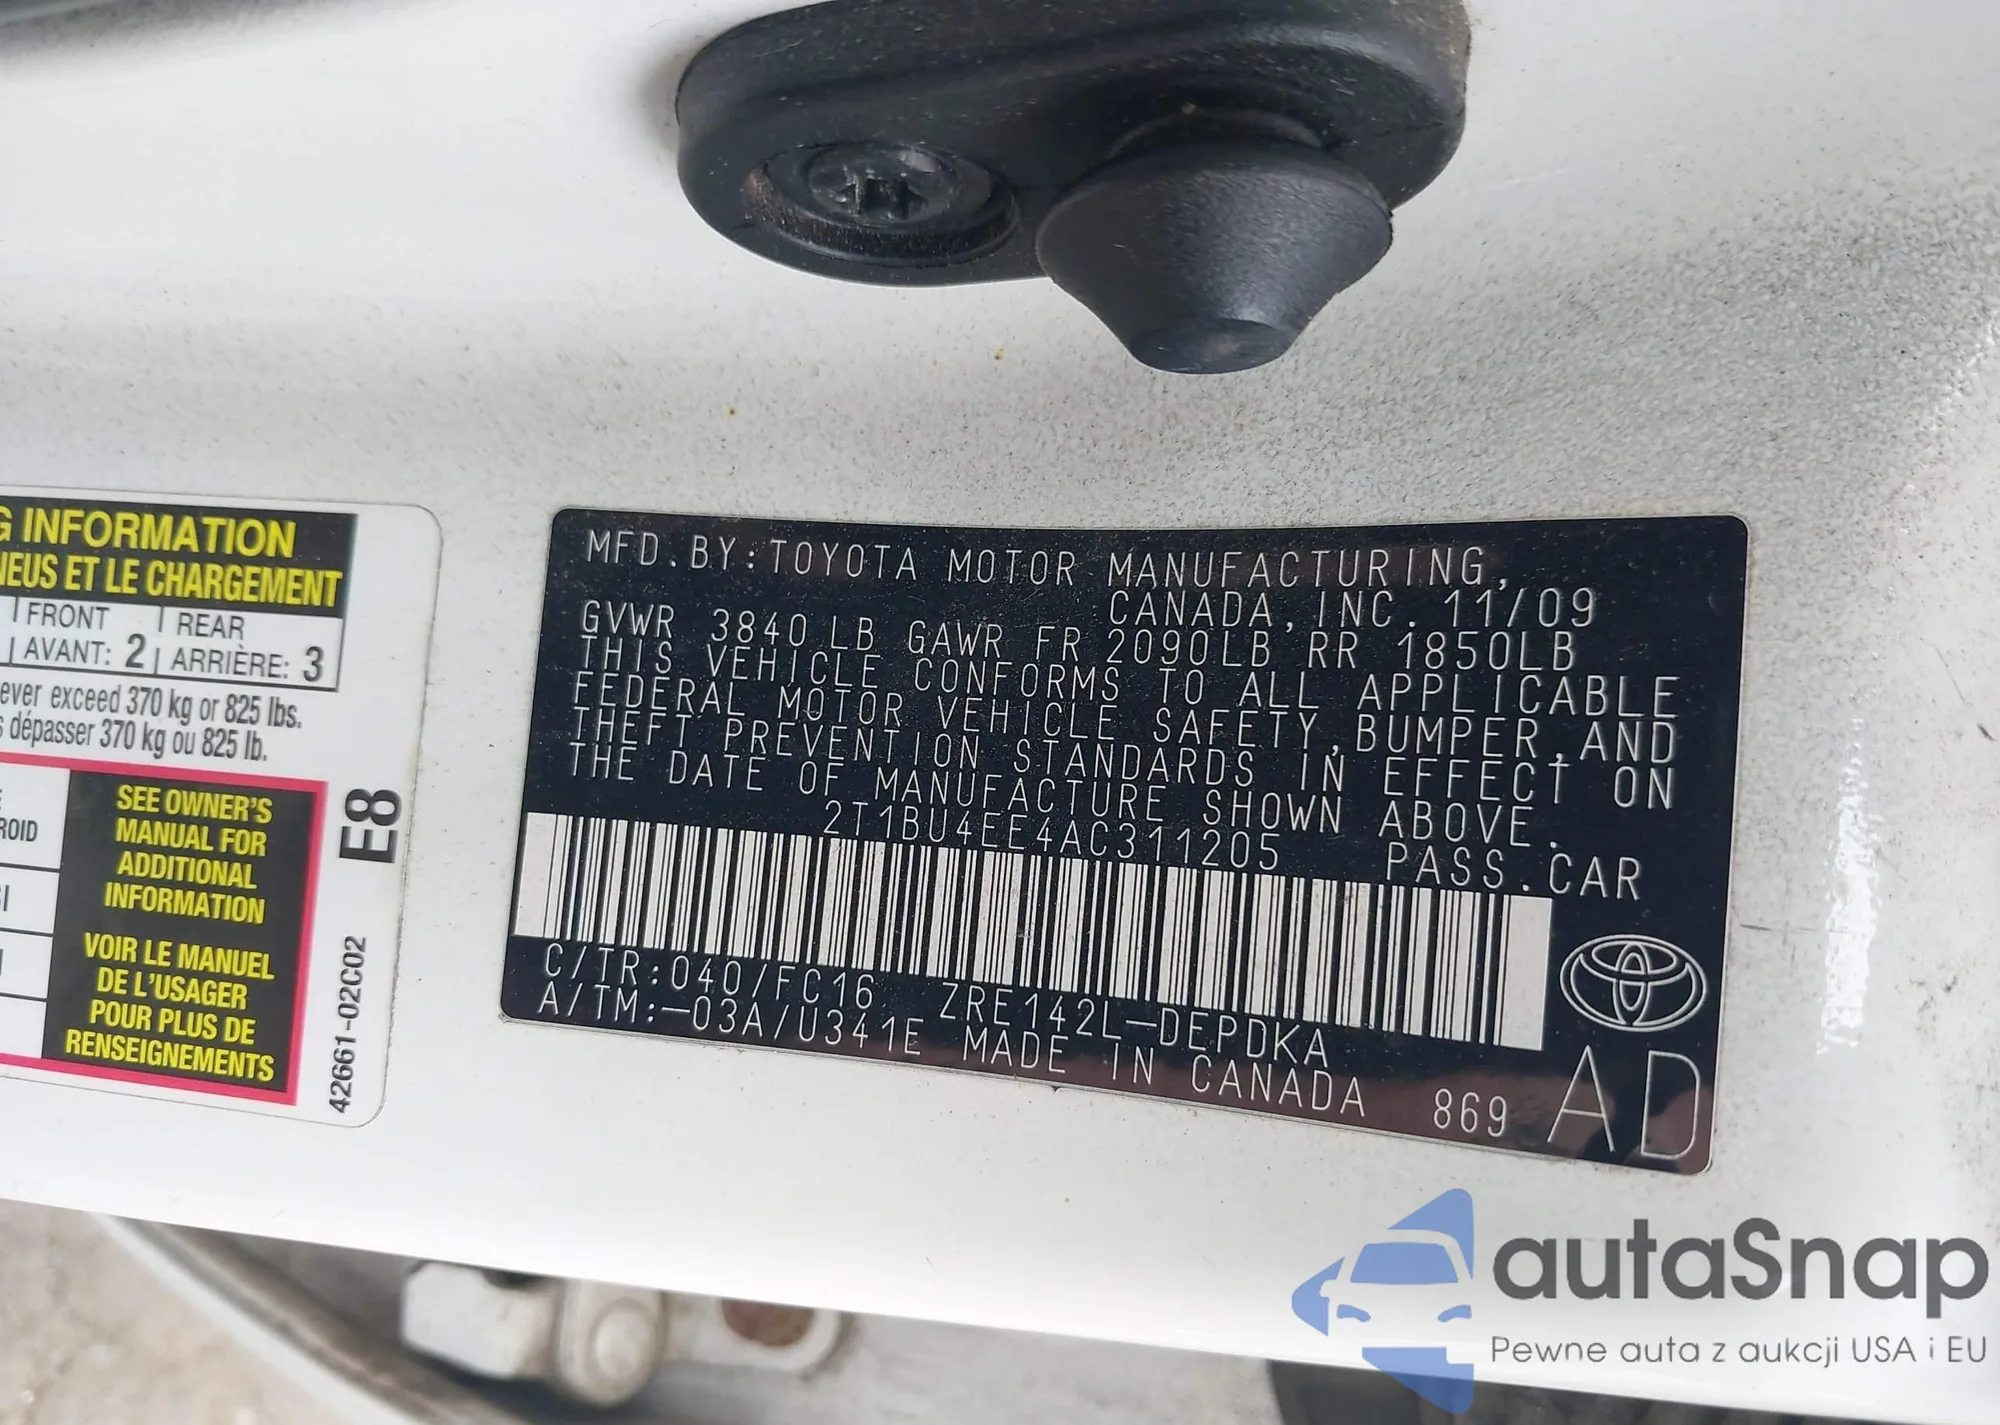 G INFORMATION
NEUS ET LE CHARGEMENT
FRONT REAR
AVANT: 2 ARRIÈRE: 3
ever exceed 370 kg or 825 lbs.
dépasser 370 kg ou 825 lb.
SEE OWNER'S
MANUAL FOR
ADDITIONAL
INFORMATION
VOIR LE MANUEL
DE L'USAGER
POUR PLUS DE
RENSEIGNEMENTS
E8
42661-02C02
MFD.BY:TOYOTA MOTOR MANUFACTURING,
CANADA,INC. 11/09
GVWR 3840LB GAWR FR 2090LB RR 1850LB
THIS VEHICLE CONFORMS TO ALL APPLICABLE
FEDERAL MOTOR VEHICLE SAFETY,BUMPER,AND
THEFT PREVENTION STANDARDS IN EFFECT ON
THE DATE OF MANUFACTURE SHOWN ABOVE.
2T1BU4EE4AC311205 PASS.CAR
C/TR:040/FC16 ZRE142L-DEPDKA
A/TM:-03A/U341E MADE IN CANADA 869 AD
autaSnap
Pewne auta z aukcji USA i EU